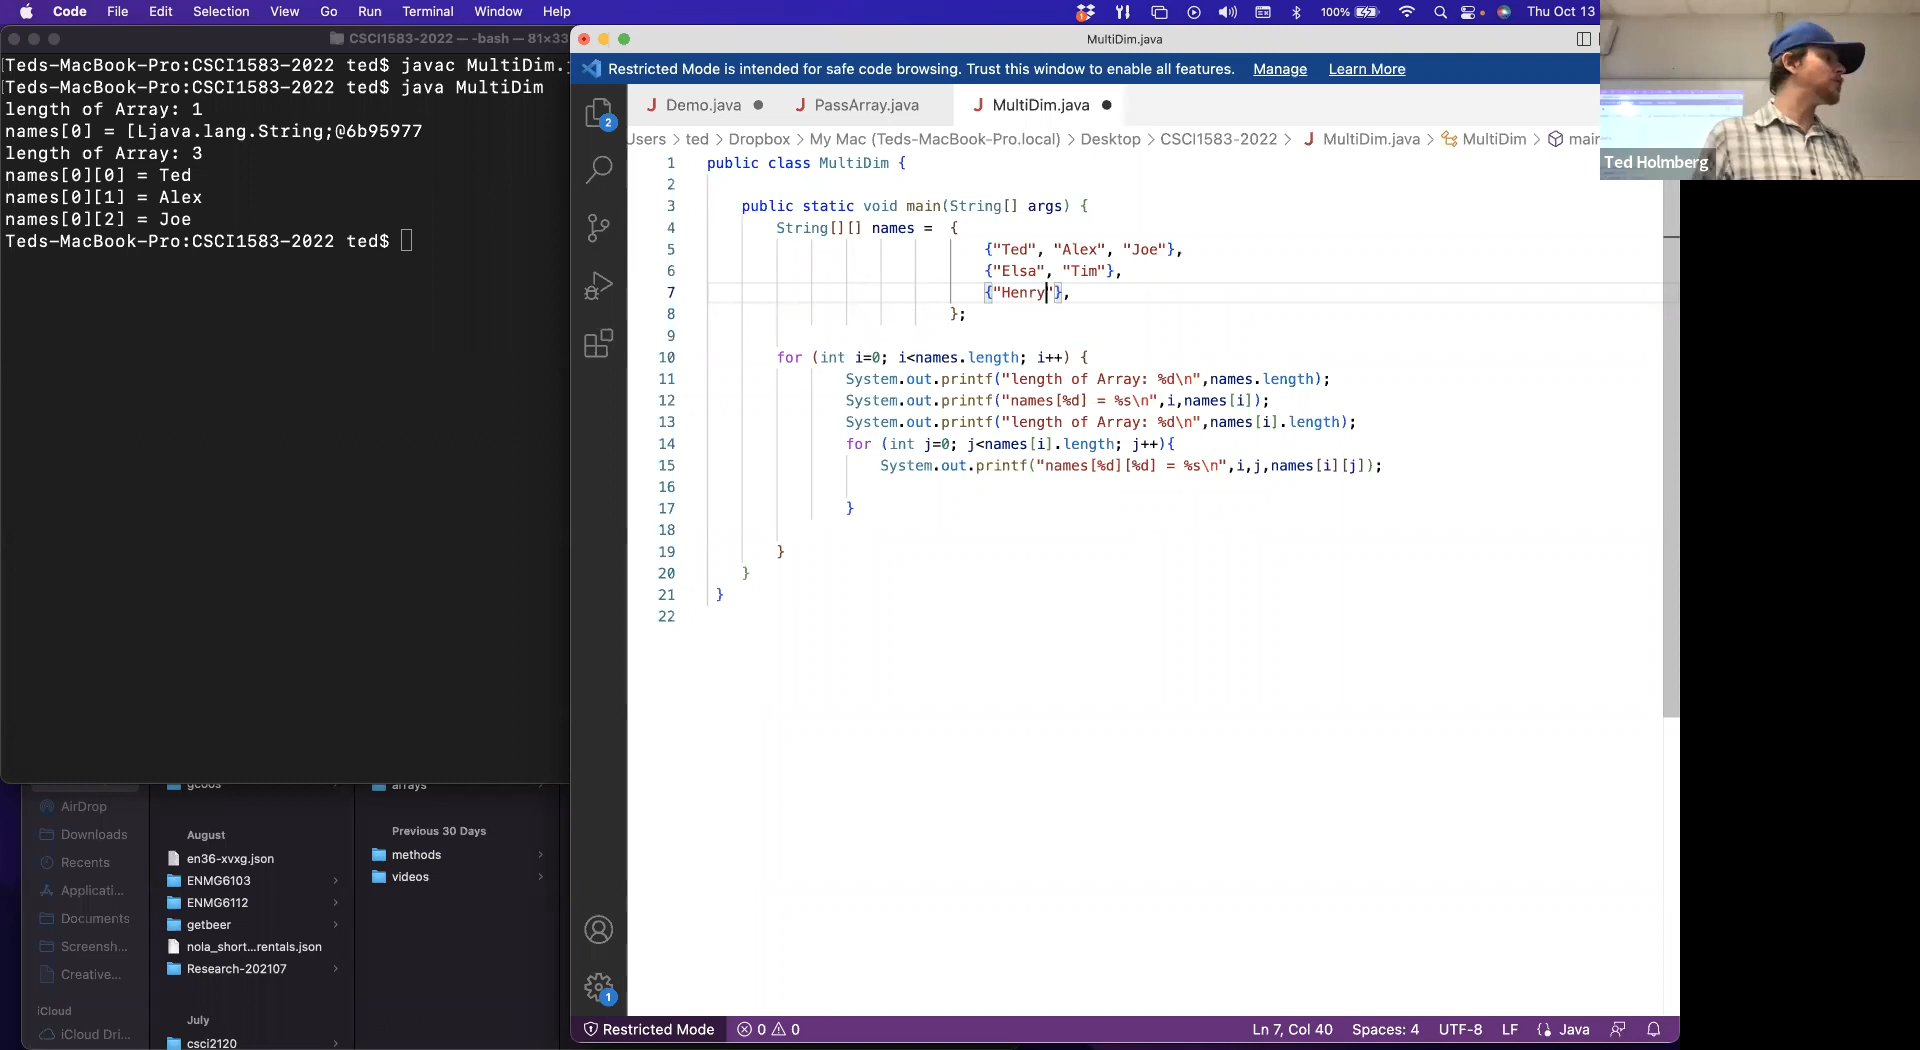 Code File Edit Selection View Go Run Terminal Window Help 100% Thu Oct 13
CSCI1583-2022 — -bash — 81×33
Teds-MacBook-Pro:CSCI1583-2022 ted$ javac MultiDim.
Teds-MacBook-Pro:CSCI1583-2022 ted$ java MultiDim
length of Array: 1
names[0] = [Ljava.lang.String;@6b95977
length of Array: 3
names[0][0] = Ted
names[0][1] = Alex
names[0][2] = Joe
Teds-MacBook-Pro:CSCI1583-2022 ted$
MultiDim.java
Restricted Mode is intended for safe code browsing. Trust this window to enable all features. Manage Learn More
J Demo.java J PassArray.java J MultiDim.java
2
Users > ted > Dropbox > My Mac (Teds-MacBook-Pro.local) > Desktop > CSCI1583-2022 > J MultiDim.java > MultiDim > main
1 public class MultiDim {
2
3 public static void main(String[] args) {
4 String[][] names = {
5 {"Ted", "Alex", "Joe"},
6 {"Elsa", "Tim"},
7 {"Henry"},
8 };
9
10 for (int i=0; i<names.length; i++) {
11 System.out.printf("length of Array: %d\n",names.length);
12 System.out.printf("names[%d] = %s\n",i,names[i]);
13 System.out.printf("length of Array: %d\n",names[i].length);
14 for (int j=0; j<names[i].length; j++){
15 System.out.printf("names[%d][%d] = %s\n",i,j,names[i][j]);
16
17 }
18
19 }
20 }
21 }
22
1
Restricted Mode 0 0 Ln 7, Col 40 Spaces: 4 UTF-8 LF Java
Ted Holmberg
AirDrop
Downloads
Recents
Applicati...
Documents
Screensh...
Creative...
iCloud
iCloud Dri...
gcoos
August
en36-xvxg.json
ENMG6103
ENMG6112
getbeer
nola_short...rentals.json
Research-202107
July
csci2120
arrays
Previous 30 Days
methods
videos